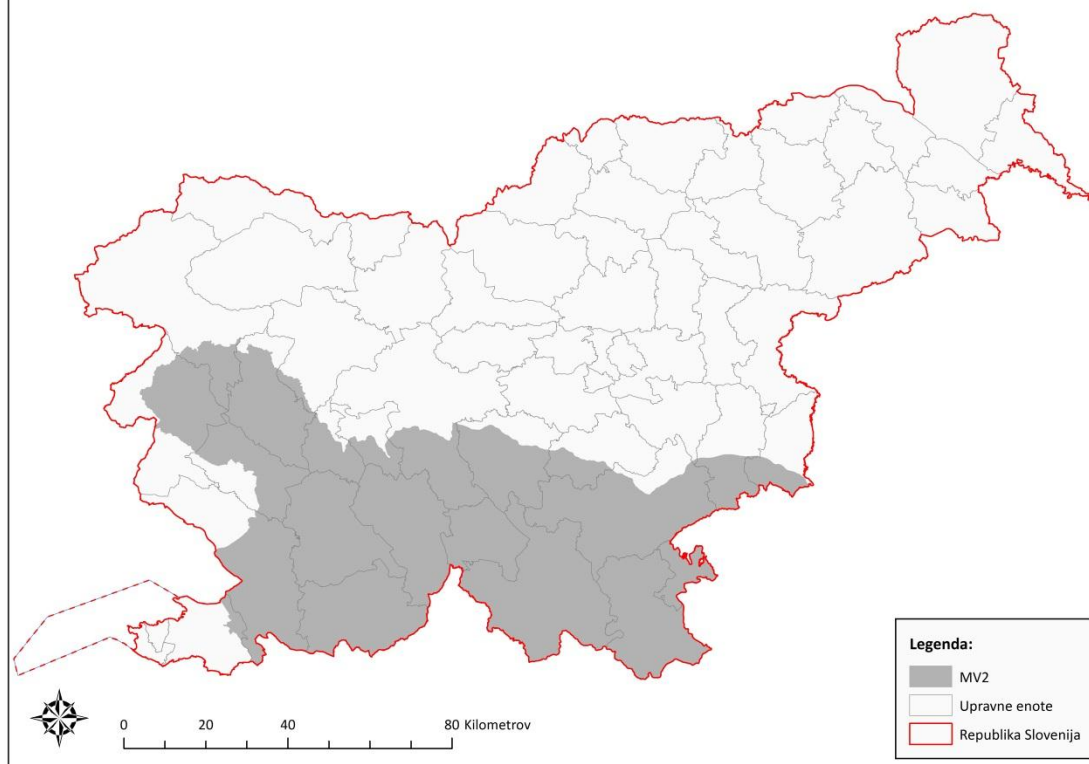 0 20 40 80 Kilometrov
Legenda:
MV2
Upravne enote
Republika Slovenija